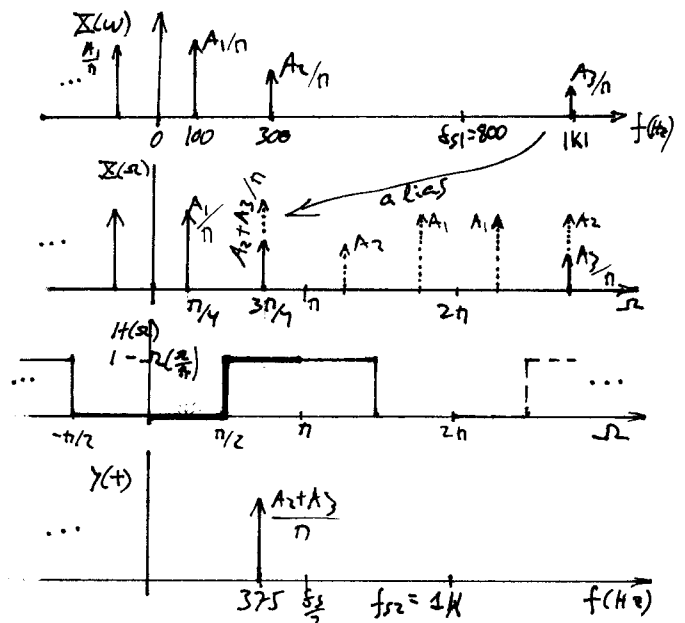 X(ω)
A1/π
A1/π
A2/π
A3/π
...
0 100 300 fs1=800 1K1 f(Hz)
X(Ω)
alias
A1/π
A2+A3/π
A2 A1 A1 A2
A3/π
...
π/4 3π/4 π 2π Ω
H(Ω)
...
...
-π/2 π/2 π 2π Ω
Y(f)
A2+A3
π
...
375 fs/2 fs2=1K f(Hz)